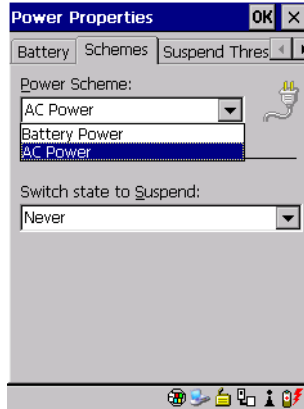 Power Properties OK ×
Battery Schemes Suspend Thres
Power Scheme:
AC Power
Battery Power
AC Power
Switch state to Suspend:
Never